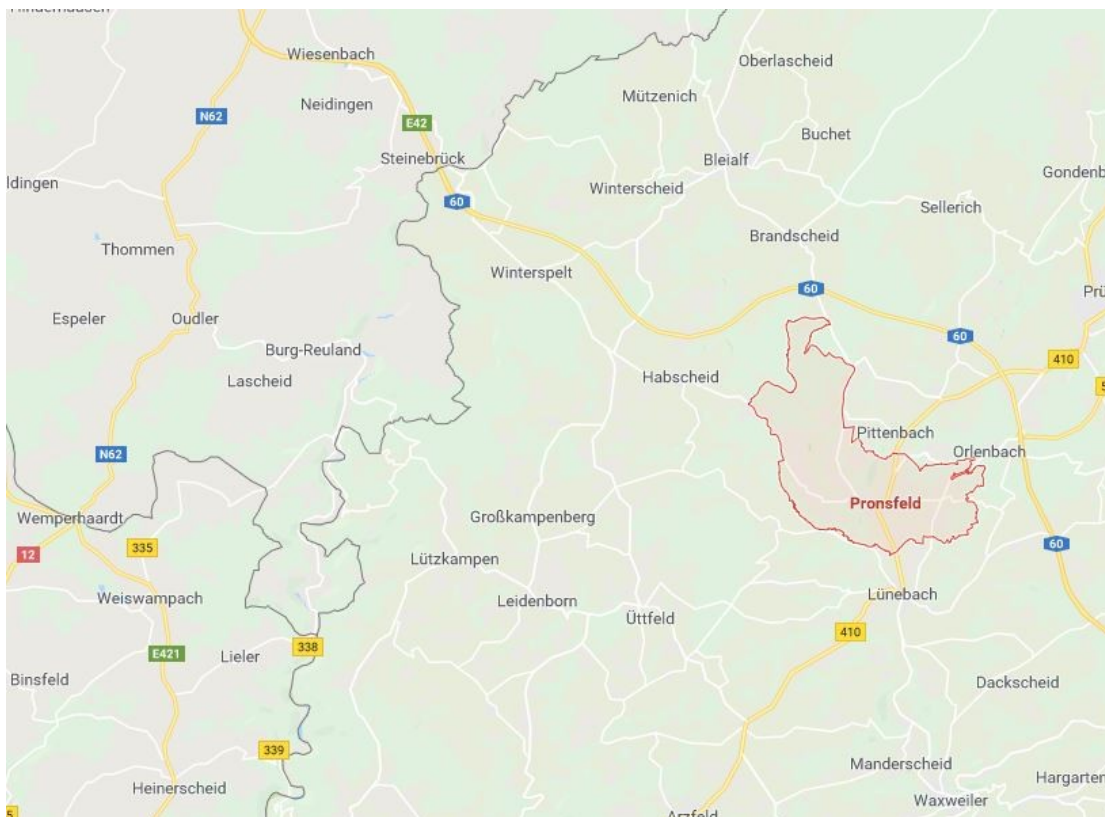 Wiesenbach
Oberlascheid
Neidingen
Mützenich
N62
E42
Buchet
Steinebrück
Bleialf
ldingen
Winterscheid
Gondenb
60
Sellerich
Thommen
Brandscheid
Winterspelt
60
Prü
Espeler
Oudler
60
Burg-Reuland
410
Lascheid
Habscheid
5
Pittenbach
N62
Orlenbach
Pronsfeld
Wemperhaardt
Großkampenberg
335
12
60
Lützkampen
Weiswampach
Leidenborn
Üttfeld
Lünebach
410
338
E421
Lieler
Binsfeld
Dackscheid
339
Manderscheid
Heinerscheid
Hargarten
Waxweiler
5